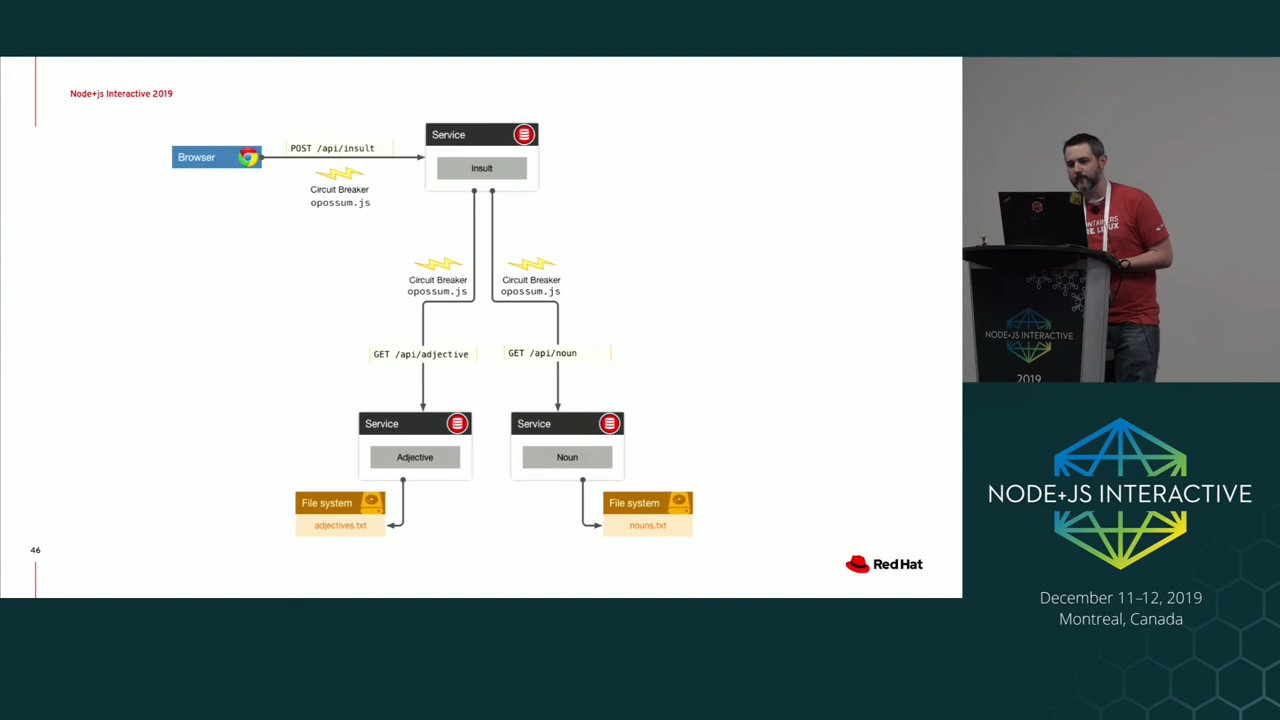 Node+js Interactive 2019
Service
Browser
POST /api/insult
Insult
Circuit Breaker
opossum.js
Circuit Breaker
opossum.js
Circuit Breaker
opossum.js
GET /api/adjective
GET /api/noun
Service
Service
Adjective
Noun
File system
adjectives.txt
File system
nouns.txt
46
Red Hat
NODE+JS INTERACTIVE
2019
NODE+JS INTERACTIVE
December 11–12, 2019
Montreal, Canada